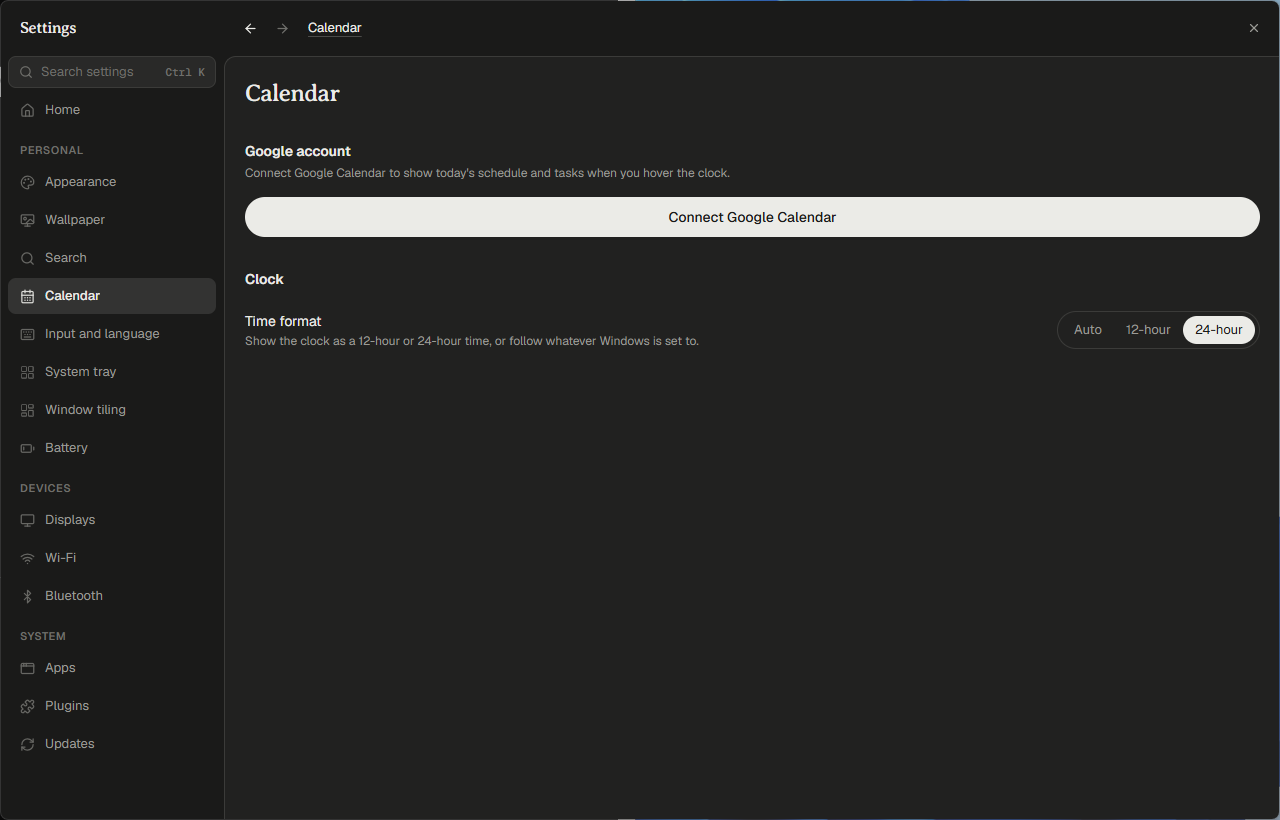 Settings
Calendar
Search settings Ctrl K
Home
PERSONAL
Appearance
Wallpaper
Search
Calendar
Input and language
System tray
Window tiling
Battery
DEVICES
Displays
Wi-Fi
Bluetooth
SYSTEM
Apps
Plugins
Updates
Calendar
Google account
Connect Google Calendar to show today's schedule and tasks when you hover the clock.
Connect Google Calendar
Clock
Time format
Show the clock as a 12-hour or 24-hour time, or follow whatever Windows is set to.
Auto 12-hour 24-hour